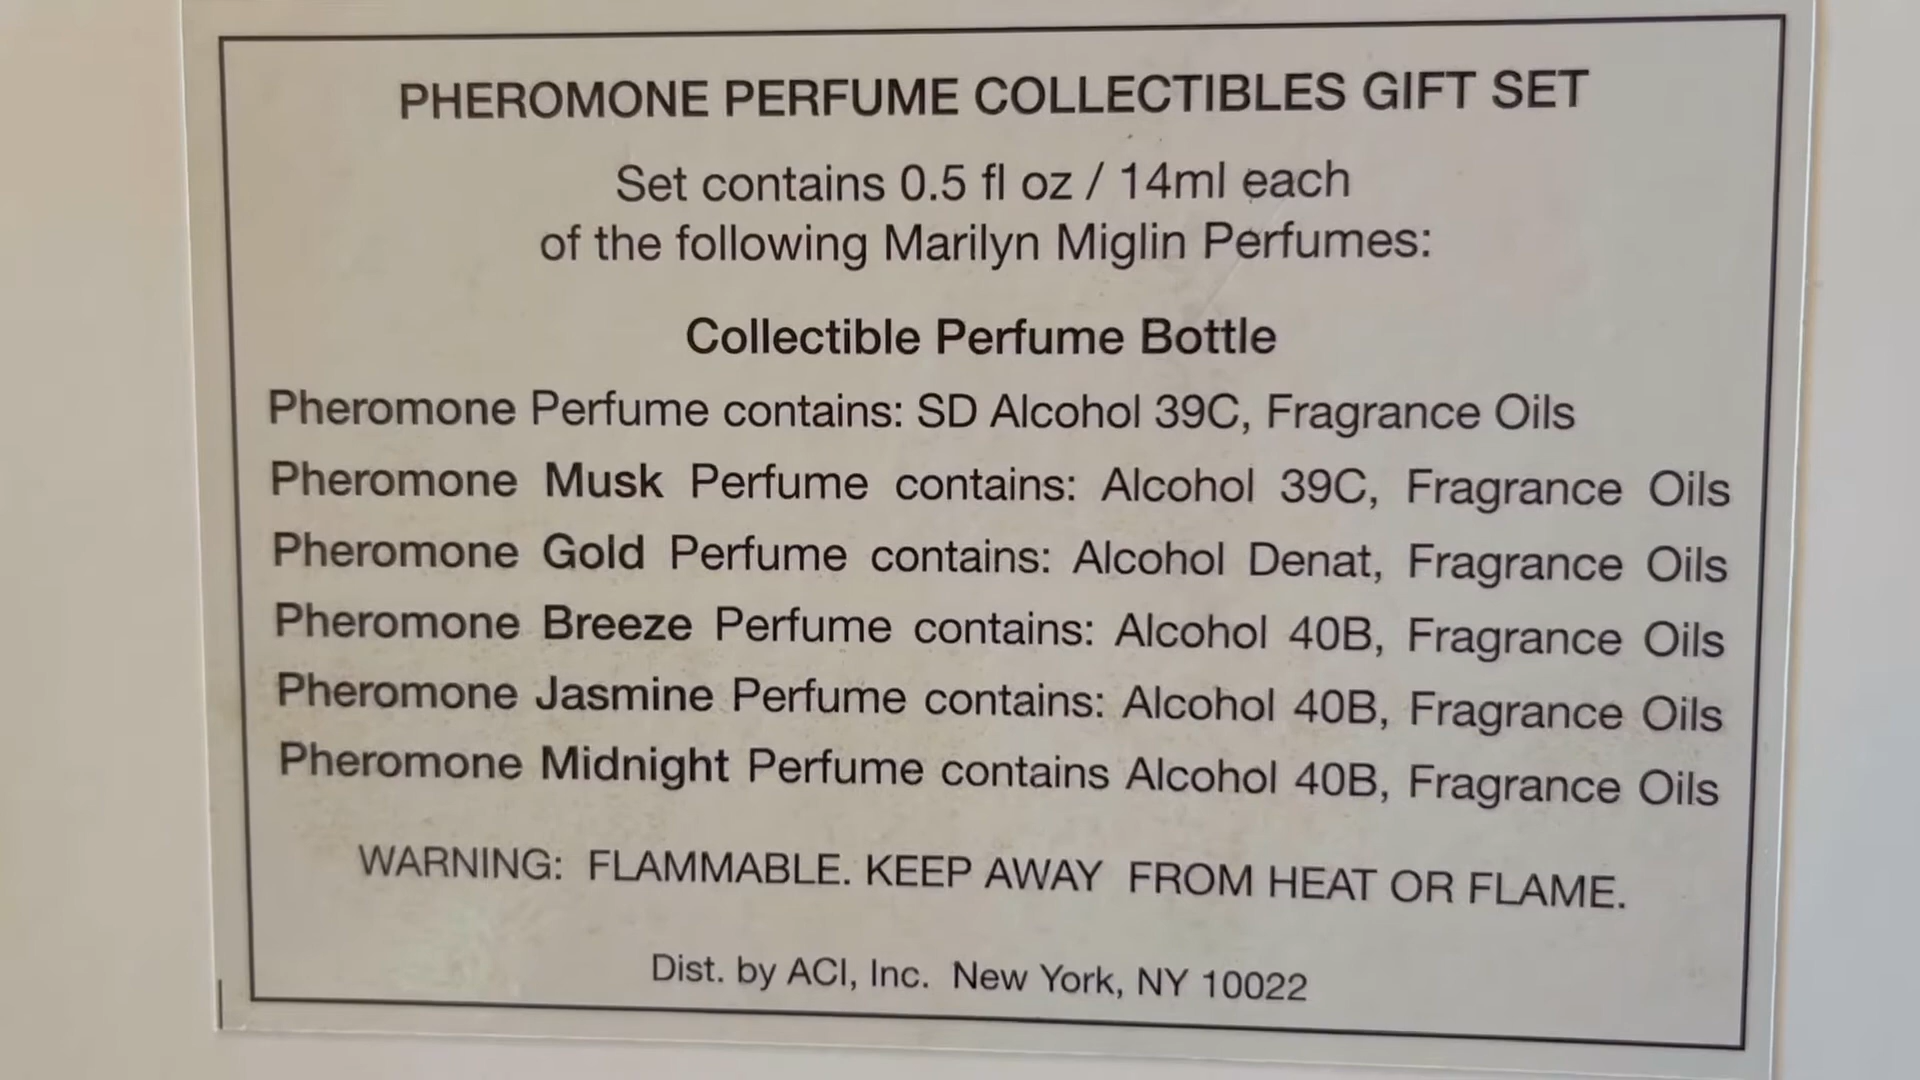 PHEROMONE PERFUME COLLECTIBLES GIFT SET
Set contains 0.5 fl oz / 14ml each
of the following Marilyn Miglin Perfumes:
Collectible Perfume Bottle
Pheromone Perfume contains: SD Alcohol 39C, Fragrance Oils
Pheromone Musk Perfume contains: Alcohol 39C, Fragrance Oils
Pheromone Gold Perfume contains: Alcohol Denat, Fragrance Oils
Pheromone Breeze Perfume contains: Alcohol 40B, Fragrance Oils
Pheromone Jasmine Perfume contains: Alcohol 40B, Fragrance Oils
Pheromone Midnight Perfume contains Alcohol 40B, Fragrance Oils
WARNING: FLAMMABLE. KEEP AWAY FROM HEAT OR FLAME.
Dist. by ACI, Inc. New York, NY 10022